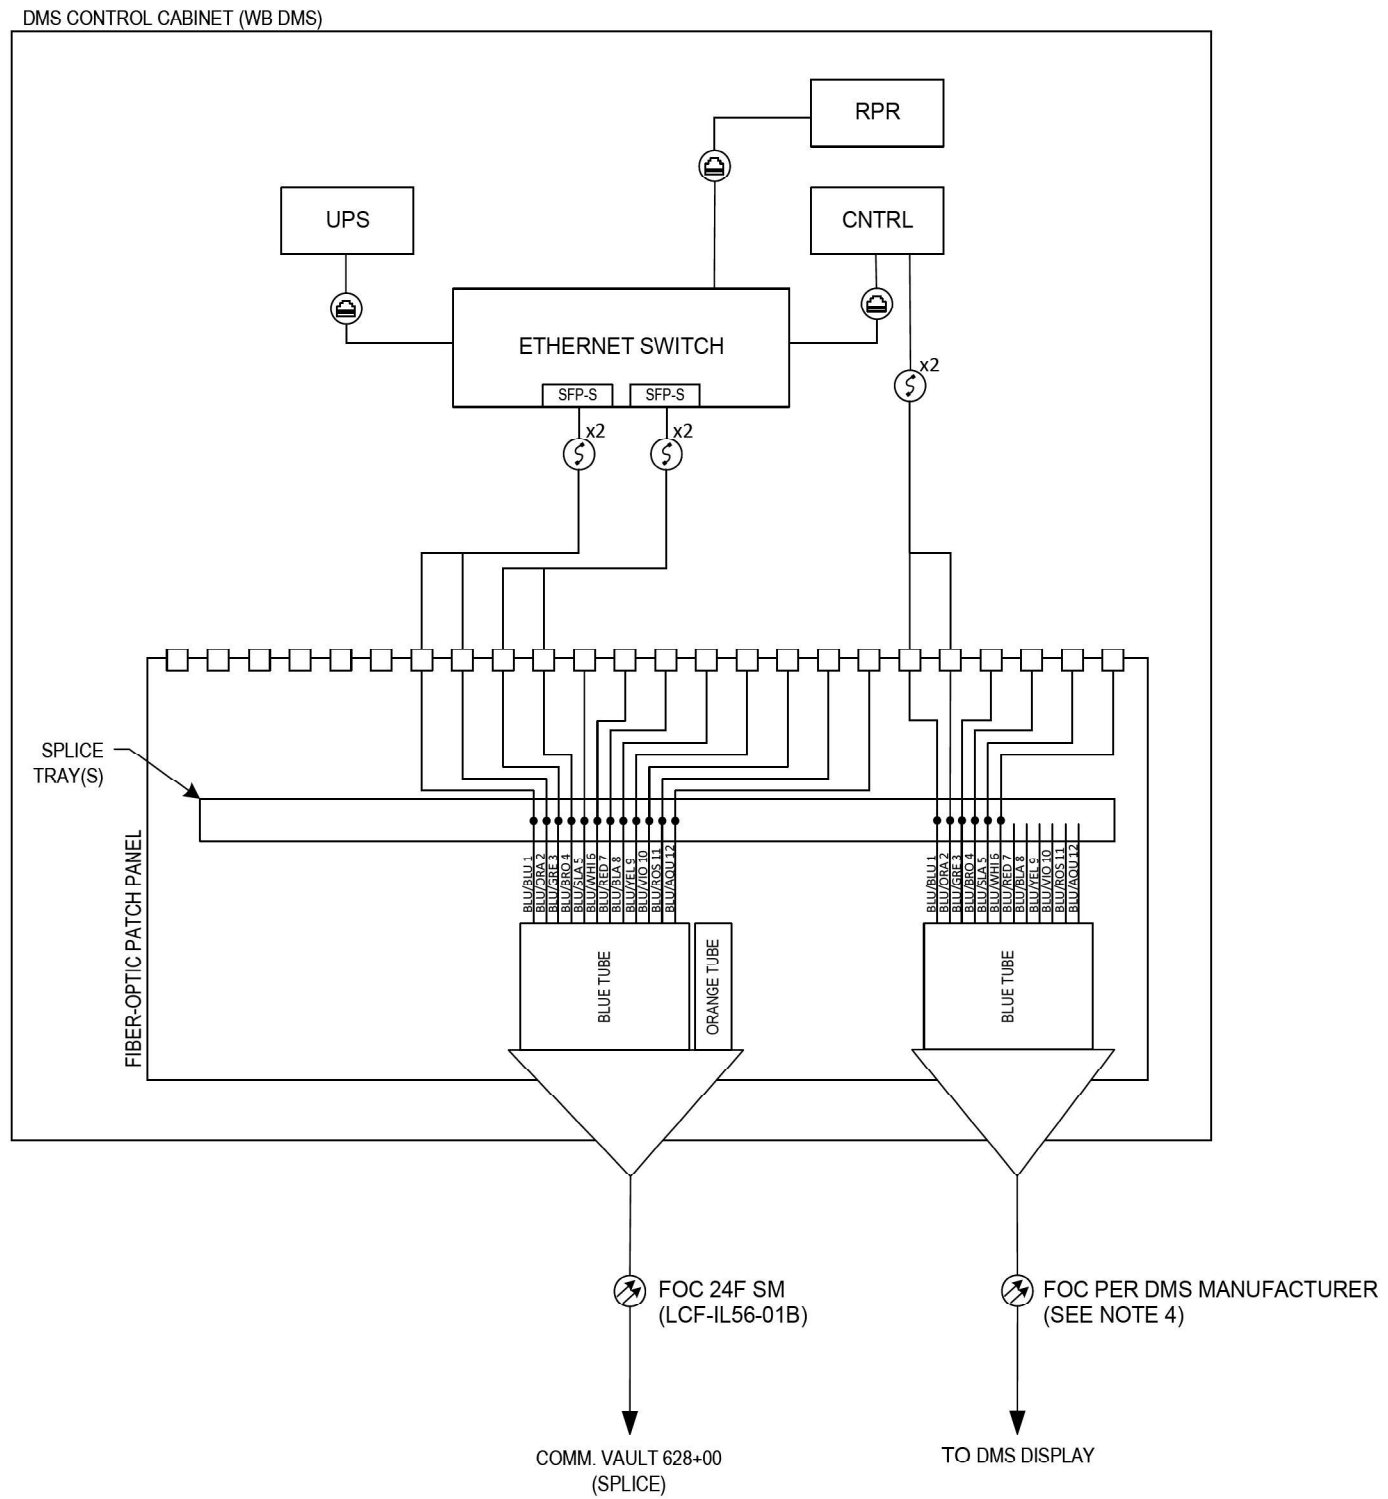 DMS CONTROL CABINET (WB DMS)
RPR
UPS
CNTRL
ETHERNET SWITCH
x2
SFP-S
SFP-S
x2
x2
SPLICE
TRAY(S)
FIBER-OPTIC PATCH PANEL
BLU/BLU 1
BLU/ORA 2
BLU/GRE 3
BLU/BRO 4
BLU/SLA 5
BLU/WHI 6
BLU/RED 7
BLU/BLA 8
BLU/YEL 9
BLU/VIO 10
BLU/ROS 11
BLU/AQU 12
BLU/BLU 1
BLU/ORA 2
BLU/GRE 3
BLU/BRO 4
BLU/SLA 5
BLU/WHI 6
BLU/RED 7
BLU/BLA 8
BLU/YEL 9
BLU/VIO 10
BLU/ROS 11
BLU/AQU 12
BLUE TUBE
ORANGE TUBE
BLUE TUBE
FOC 24F SM
(LCF-IL56-01B)
FOC PER DMS MANUFACTURER
(SEE NOTE 4)
COMM. VAULT 628+00
(SPLICE)
TO DMS DISPLAY